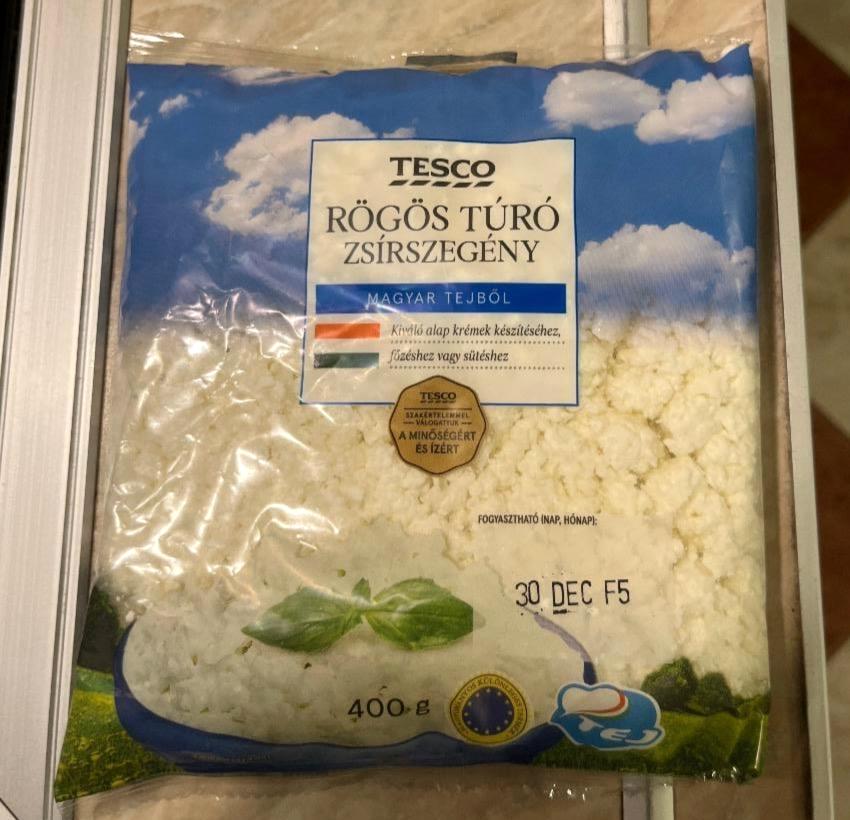 TESCO
RÖGÖS TÚRÓ
ZSÍRSZEGÉNY
MAGYAR TEJBŐL
Kiváló alap krémek készítéséhez,
főzéshez vagy sütéshez
TESCO
SZAKÉRTELEMMEL
VÁLOGATTUK
A MINŐSÉGÉRT
ÉS ÍZÉRT
FOGYASZTHATÓ (NAP, HÓNAP):
30 DEC F5
400 g
TEJ